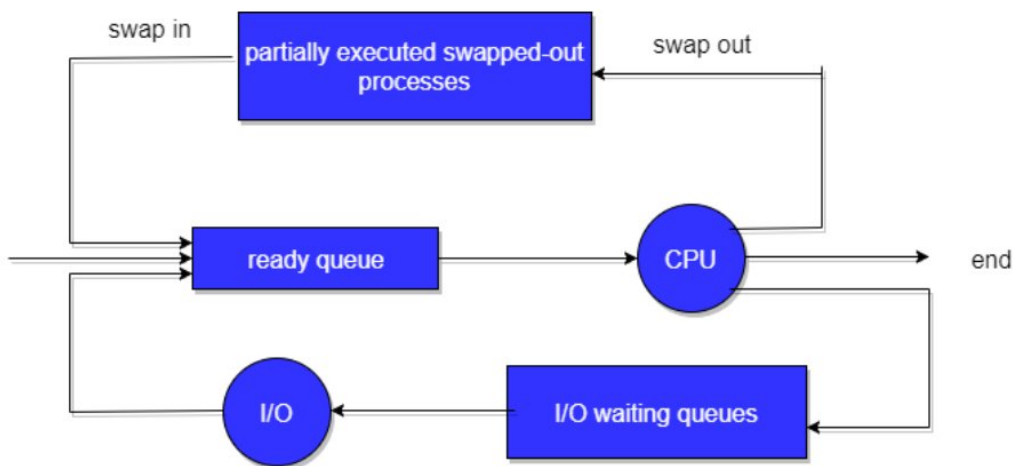 swap in
partially executed swapped-out
processes
swap out
ready queue
CPU
end
I/O
I/O waiting queues